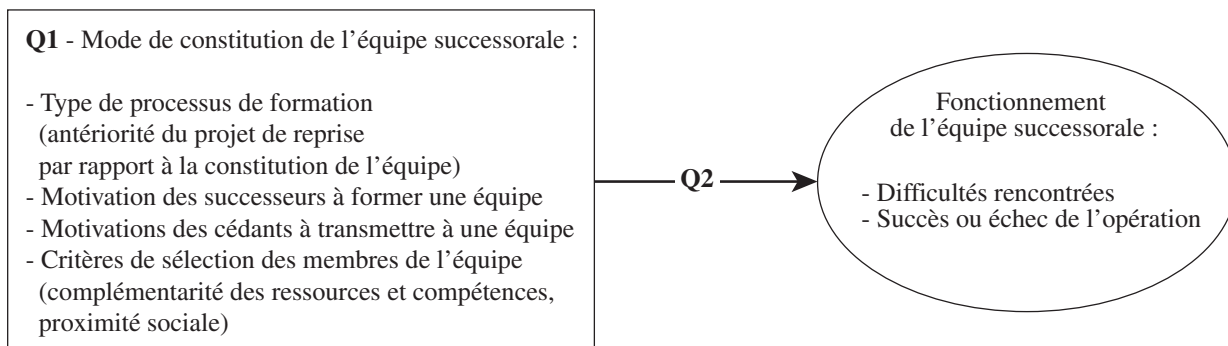 Q1 - Mode de constitution de l’équipe successorale :
- Type de processus de formation
(antériorité du projet de reprise
par rapport à la constitution de l’équipe)
- Motivation des successeurs à former une équipe
- Motivations des cédants à transmettre à une équipe
- Critères de sélection des membres de l’équipe
(complémentarité des ressources et compétences,
proximité sociale)
Q2
Fonctionnement
de l’équipe successorale :
- Difficultés rencontrées
- Succès ou échec de l’opération